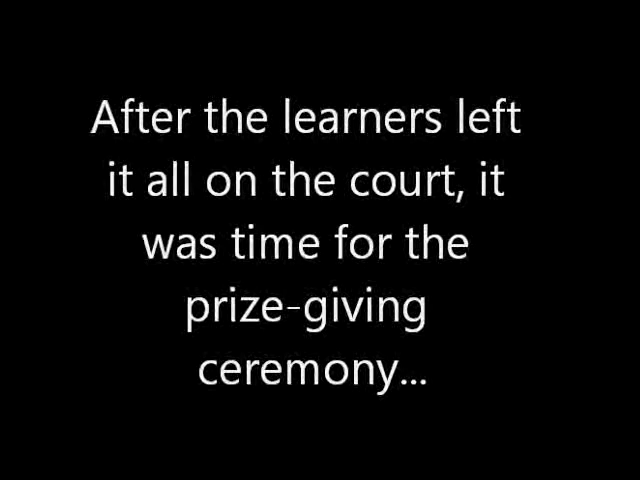 After the learners left
it all on the court, it
was time for the
prize-giving
ceremony...